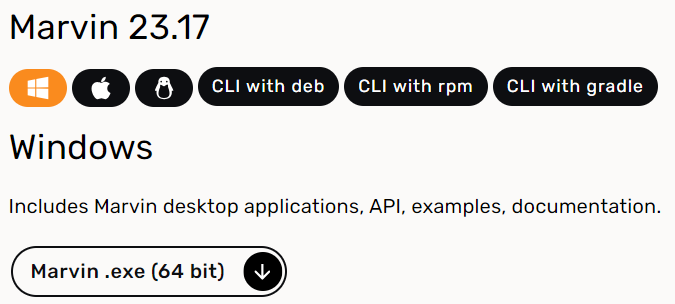 Marvin 23.17
CLI with deb CLI with rpm CLI with gradle
Windows
Includes Marvin desktop applications, API, examples, documentation.
Marvin .exe (64 bit)